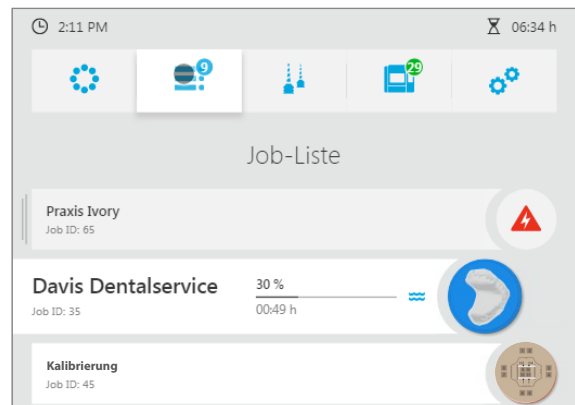 2:11 PM
06:34 h
9
29
Job-Liste
Praxis Ivory
Job ID: 65
Davis Dentalservice
Job ID: 35
30 %
00:49 h
Kalibrierung
Job ID: 45